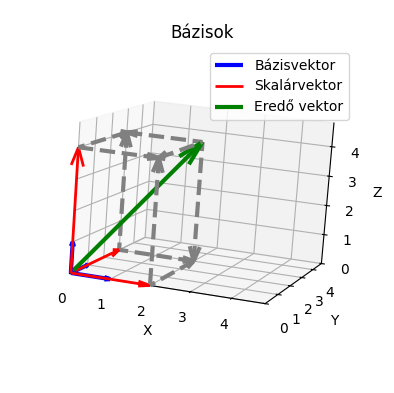 Bázisok
Bázisvektor
Skalárvektor
Eredő vektor
4
3
2
1
0
Z
0
1
2
3
4
X
0
1
2
3
4
Y